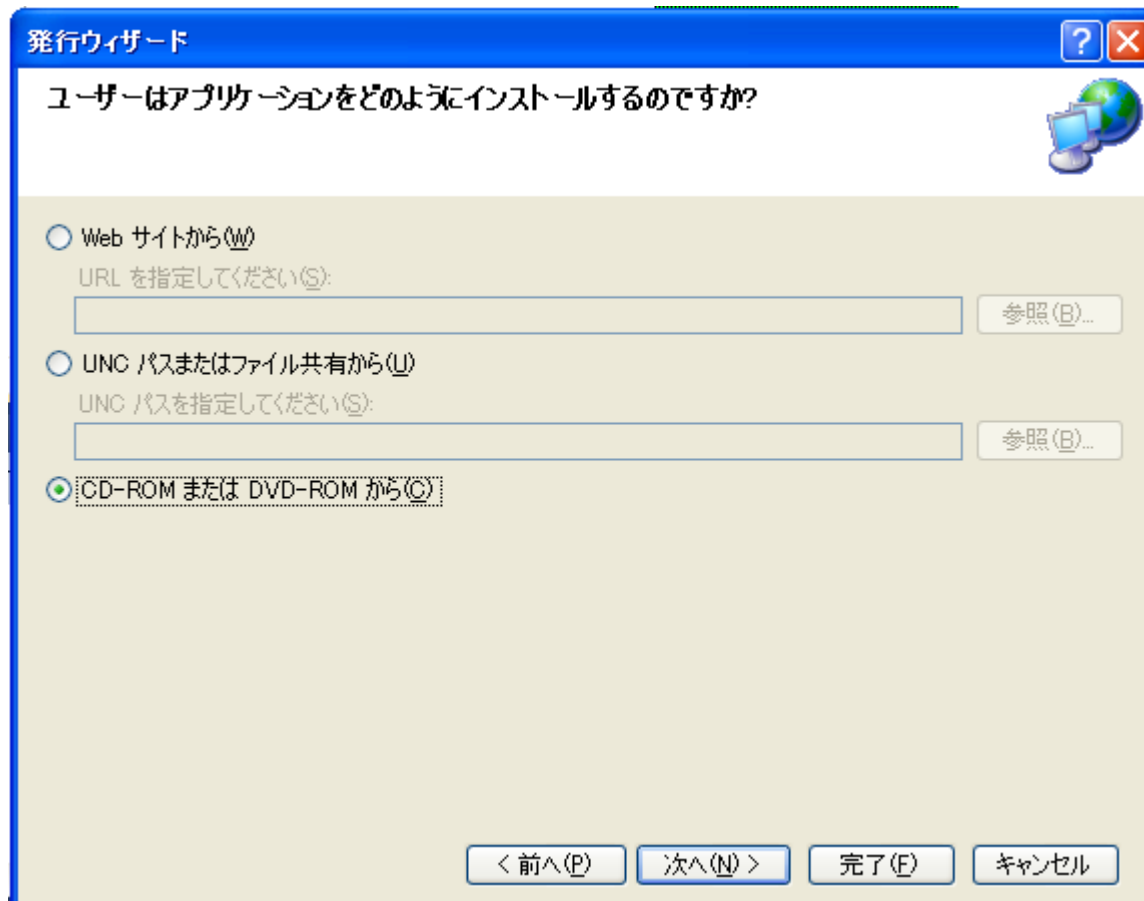 発行ウィザード
ユーザーはアプリケーションをどのようにインストールするのですか?
Web サイトから(W)
URL を指定してください(S):
参照(B)...
UNC パスまたはファイル共有から(U)
UNC パスを指定してください(S):
参照(B)...
CD-ROM または DVD-ROM から(C)
< 前へ(P) 次へ(N) > 完了(F) キャンセル